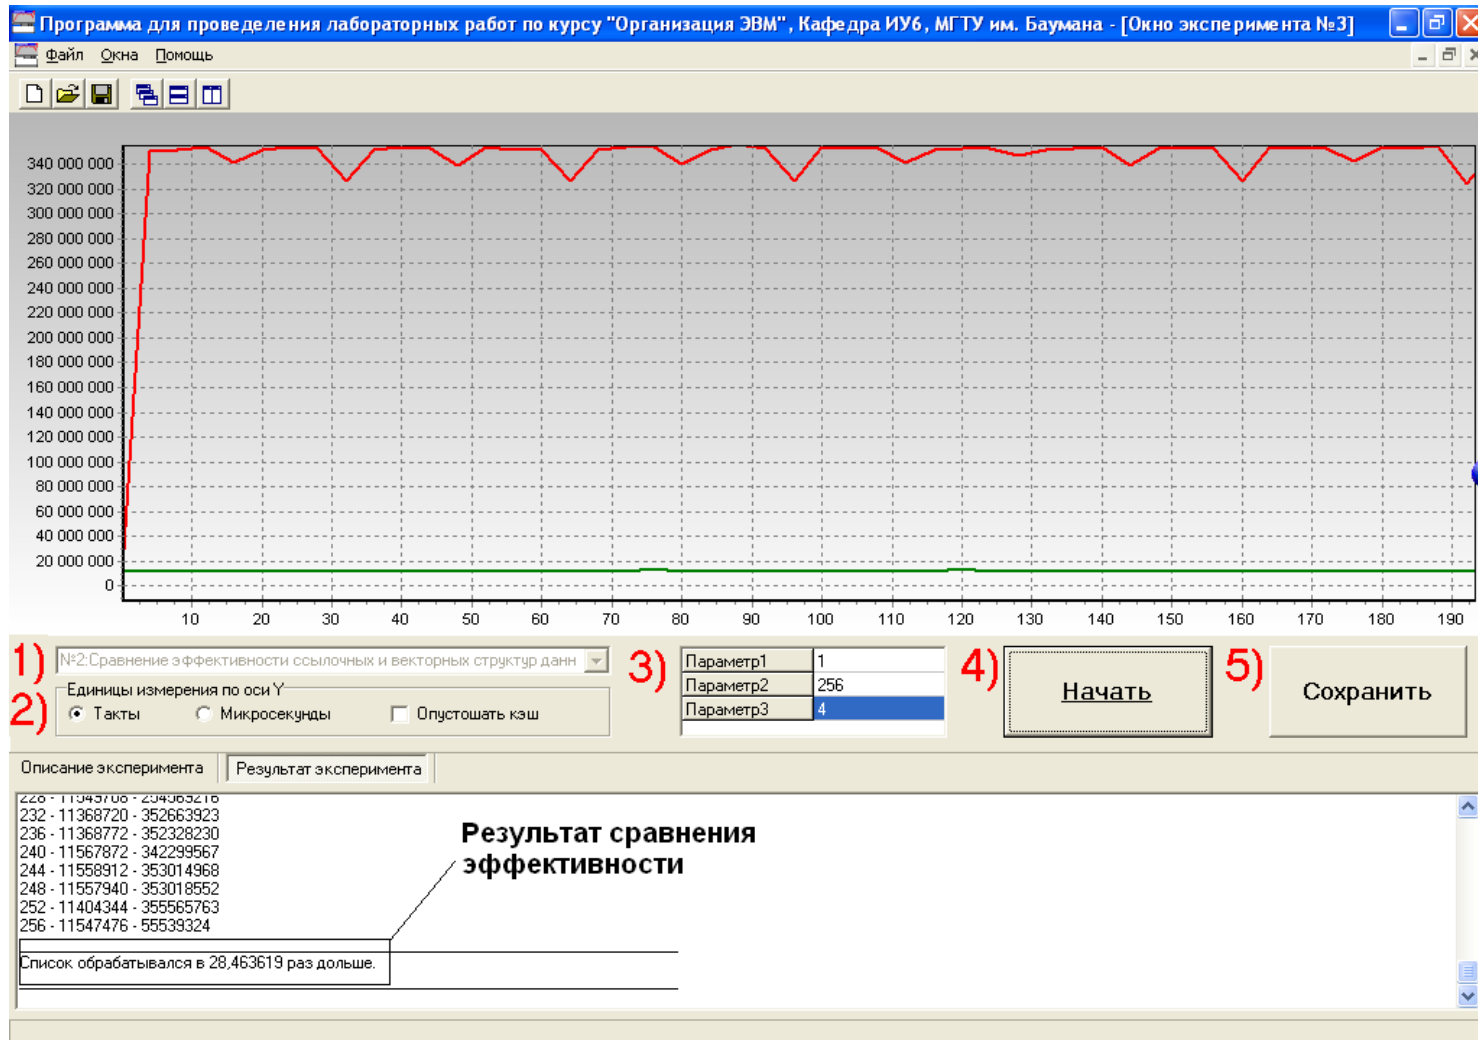 Программа для проведения лабораторных работ по курсу "Организация ЭВМ", Кафедра ИУ6, МГТУ им. Баумана - [Окно эксперимента №3]
Файл Окна Помощь
340 000 000
320 000 000
300 000 000
280 000 000
260 000 000
240 000 000
220 000 000
200 000 000
180 000 000
160 000 000
140 000 000
120 000 000
100 000 000
80 000 000
60 000 000
40 000 000
20 000 000
0
10 20 30 40 50 60 70 80 90 100 110 120 130 140 150 160 170 180 190
1) №2:Сравнение эффективности ссылочных и векторных структур данн
2) Единицы измерения по оси Y
Такты Микросекунды Опустошать кэш
3) Параметр1 1
Параметр2 256
Параметр3 4
4) Начать
5) Сохранить
Описание эксперимента Результат эксперимента
232 - 11368720 - 352663923
236 - 11368772 - 352328230
240 - 11567872 - 342299567
244 - 11558912 - 353014968
248 - 11557940 - 353018552
252 - 11404344 - 355565763
256 - 11547476 - 55539324
Результат сравнения
эффективности
Список обрабатывался в 28,463619 раз дольше.